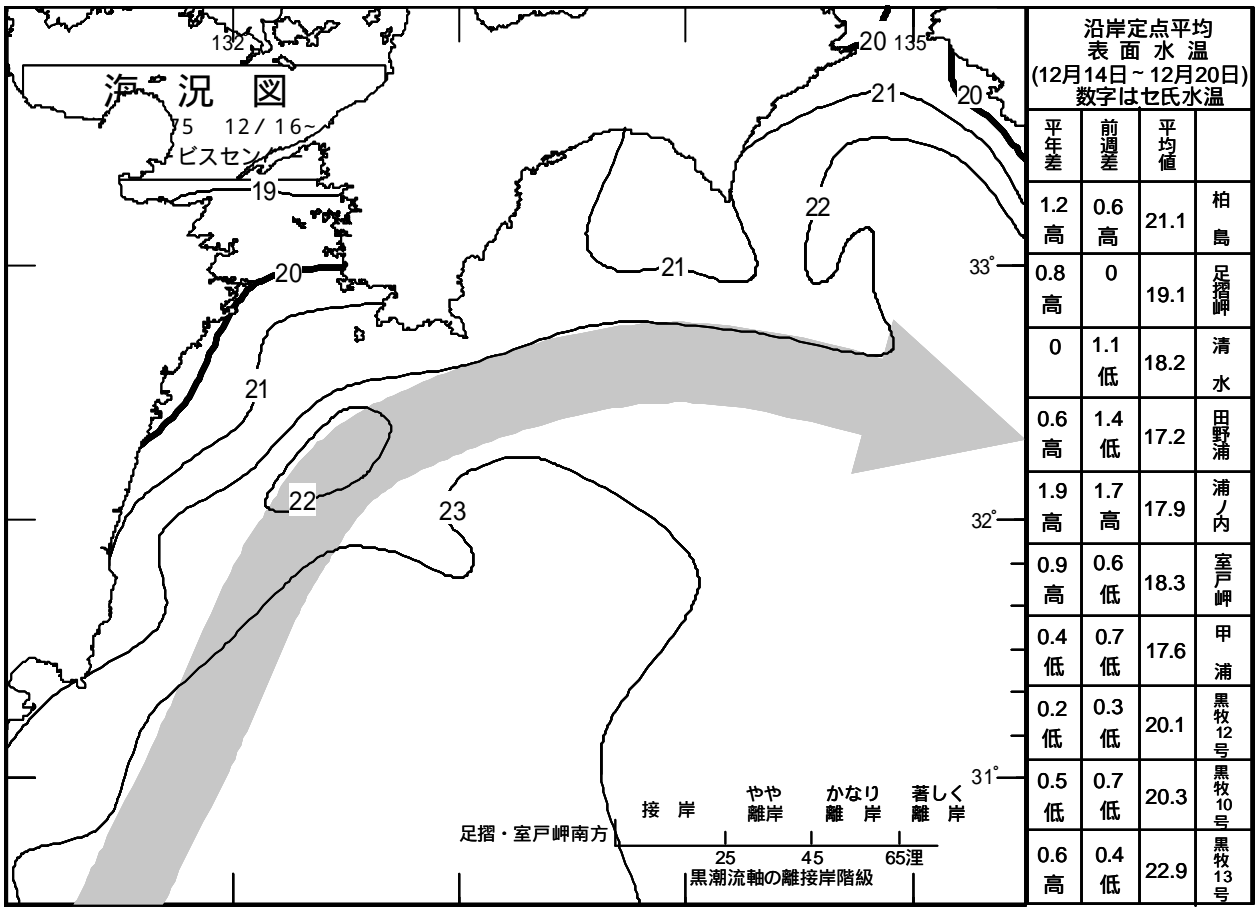 132
135
海況図
75 12/16~
ビスセンター
20
21
20
19
22
20
21
33°
21
22
23
32°
31°
接岸
やや離岸
かなり離岸
著しく離岸
足摺・室戸岬南方
25 45 65浬
黒潮流軸の離接岸階級
沿岸定点平均
表面水温
(12月14日~12月20日)
数字はセ氏水温
平年差 前週差 平均値
1.2高 0.6高 21.1 柏島
0.8高 0 19.1 足摺岬
0 1.1低 18.2 清水
0.6高 1.4低 17.2 田野浦
1.9高 1.7高 17.9 浦ノ内
0.9高 0.6低 18.3 室戸岬
0.4低 0.7低 17.6 甲浦
0.2低 0.3低 20.1 黒牧12号
0.5低 0.7低 20.3 黒牧10号
0.6高 0.4低 22.9 黒牧13号